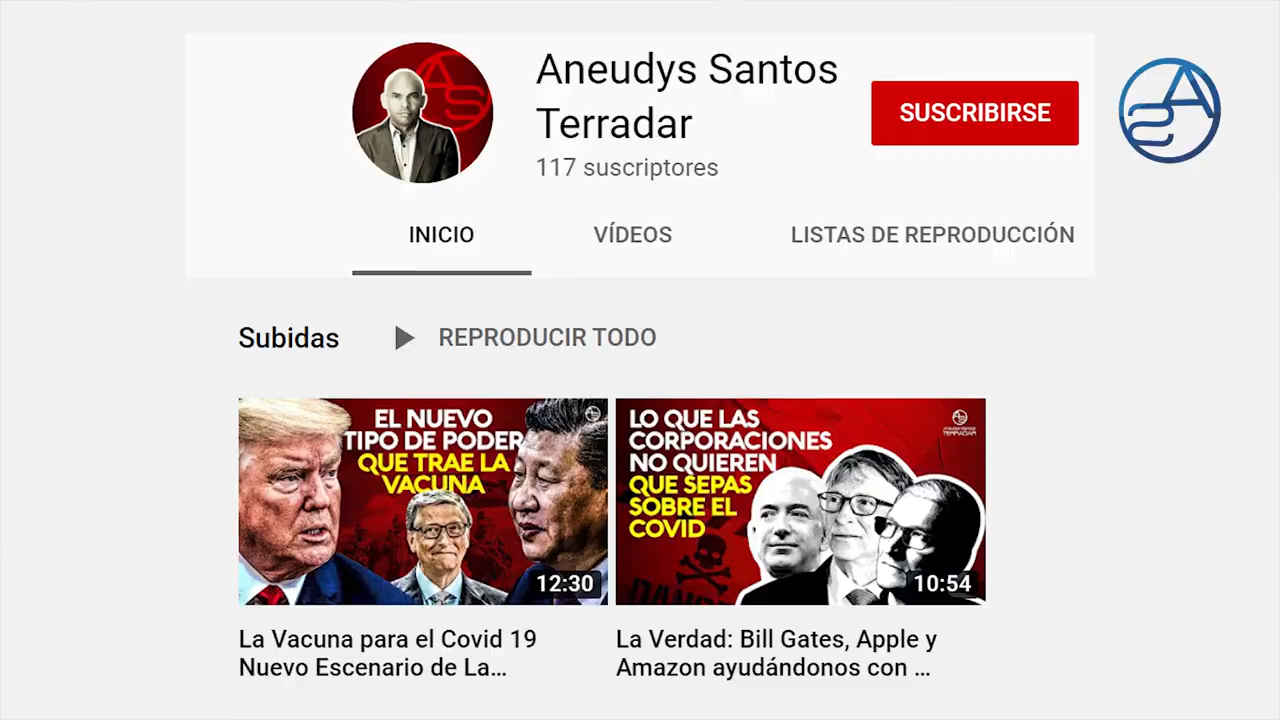 Aneudys Santos
Terradar
SUSCRIBIRSE
117 suscriptores
INICIO
VÍDEOS
LISTAS DE REPRODUCCIÓN
Subidas
REPRODUCIR TODO
EL NUEVO
TIPO DE PODER
QUE TRAE LA
VACUNA
12:30
LO QUE LAS
CORPORACIONES
NO QUIEREN
QUE SEPAS
SOBRE EL
COVID
TERRADAR
10:54
La Vacuna para el Covid 19
Nuevo Escenario de La...
La Verdad: Bill Gates, Apple y
Amazon ayudándonos con ...